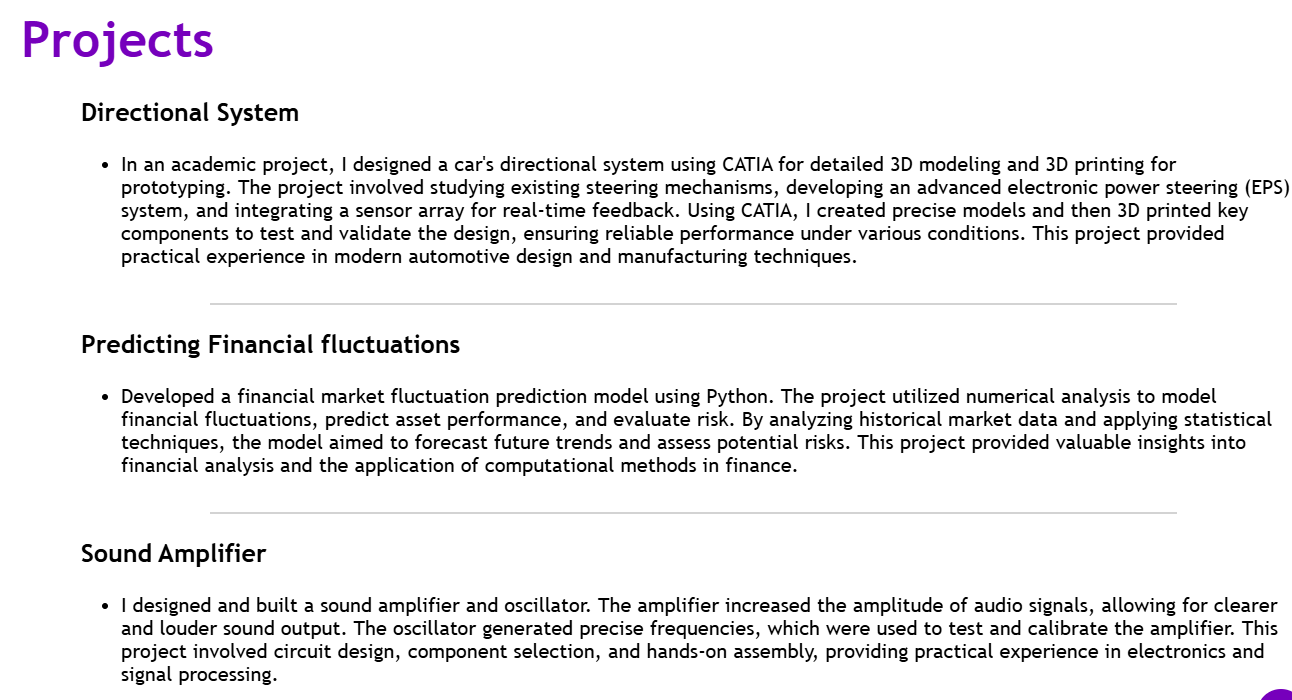 Projects
Directional System
In an academic project, I designed a car's directional system using CATIA for detailed 3D modeling and 3D printing for
prototyping. The project involved studying existing steering mechanisms, developing an advanced electronic power steering (EPS)
system, and integrating a sensor array for real-time feedback. Using CATIA, I created precise models and then 3D printed key
components to test and validate the design, ensuring reliable performance under various conditions. This project provided
practical experience in modern automotive design and manufacturing techniques.
Predicting Financial fluctuations
Developed a financial market fluctuation prediction model using Python. The project utilized numerical analysis to model
financial fluctuations, predict asset performance, and evaluate risk. By analyzing historical market data and applying statistical
techniques, the model aimed to forecast future trends and assess potential risks. This project provided valuable insights into
financial analysis and the application of computational methods in finance.
Sound Amplifier
I designed and built a sound amplifier and oscillator. The amplifier increased the amplitude of audio signals, allowing for clearer
and louder sound output. The oscillator generated precise frequencies, which were used to test and calibrate the amplifier. This
project involved circuit design, component selection, and hands-on assembly, providing practical experience in electronics and
signal processing.